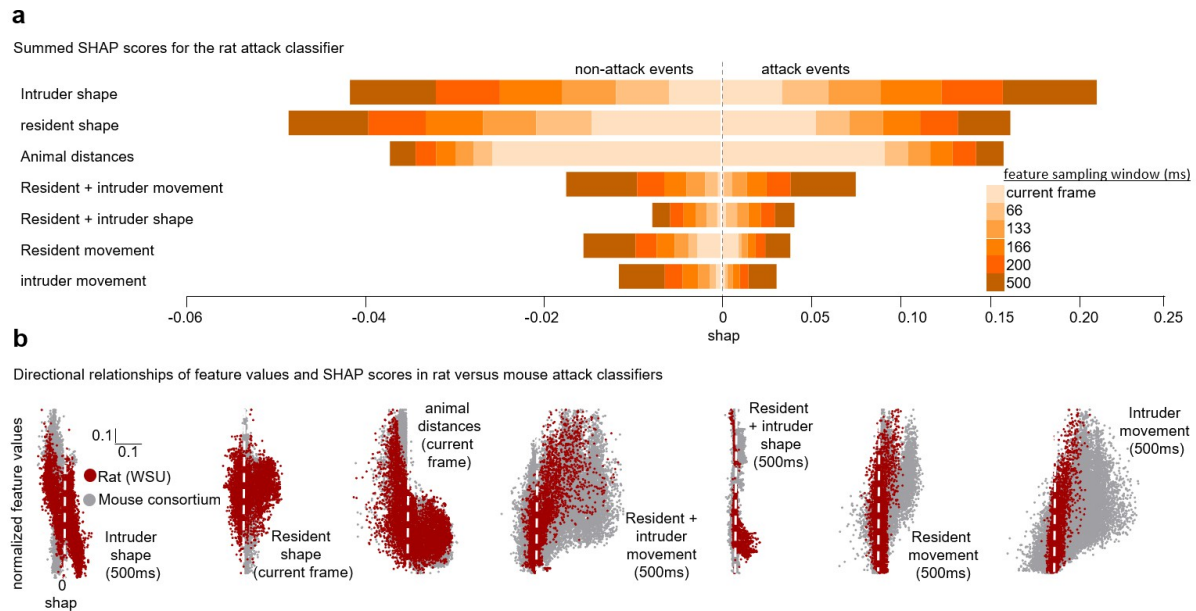 a
Summed SHAP scores for the rat attack classifier
non-attack events
attack events
Intruder shape
resident shape
Animal distances
Resident + intruder movement
Resident + intruder shape
Resident movement
intruder movement
feature sampling window (ms)
current frame
66
133
166
200
500
-0.06
-0.04
-0.02
0
0.05
0.10
0.15
0.20
0.25
shap
b
Directional relationships of feature values and SHAP scores in rat versus mouse attack classifiers
normalized feature values
0.1
0.1
Rat (WSU)
Mouse consortium
Intruder
shape
(500ms)
0
shap
Resident
shape
(current frame)
animal
distances
(current
frame)
Resident +
intruder
movement
(500ms)
Resident
+ intruder
shape
(500ms)
Resident
movement
(500ms)
Intruder
movement
(500ms)